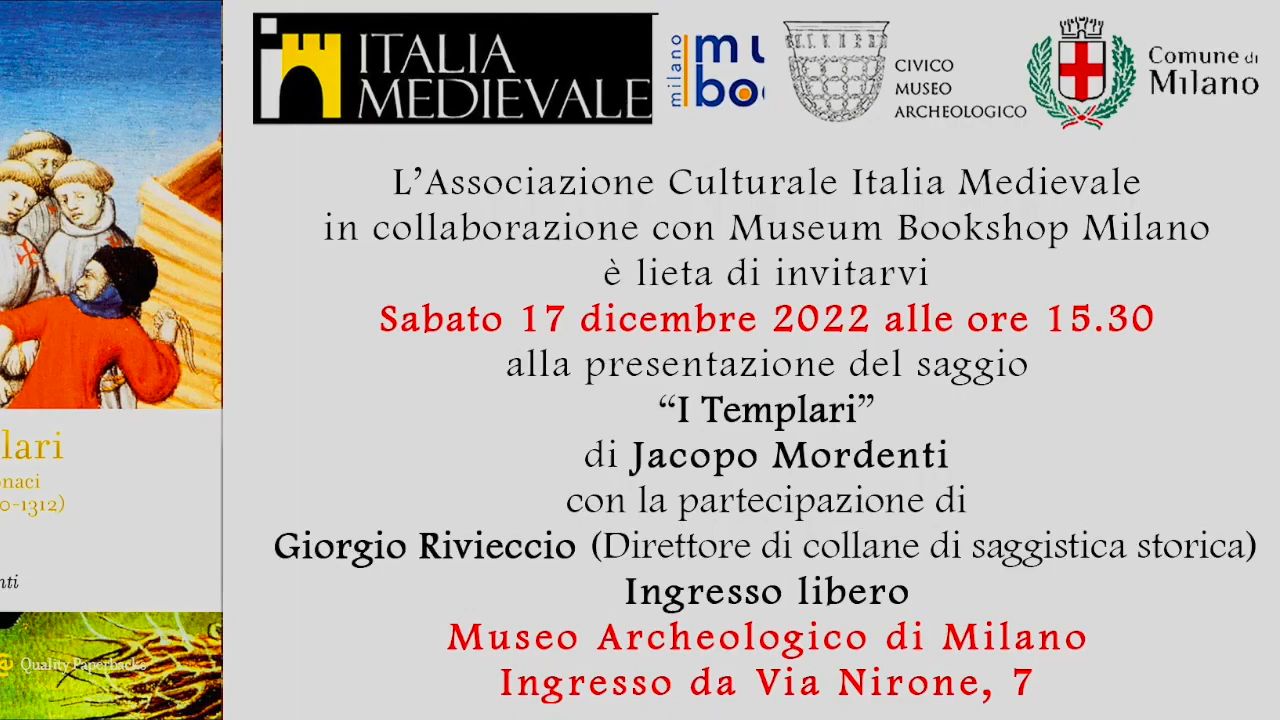 ITALIA
MEDIEVALE
milano
CIVICO
MUSEO
ARCHEOLOGICO
Comune di
Milano
L'Associazione Culturale Italia Medievale
in collaborazione con Museum Bookshop Milano
è lieta di invitarvi
Sabato 17 dicembre 2022 alle ore 15.30
alla presentazione del saggio
“I Templari”
di Jacopo Mordenti
con la partecipazione di
Giorgio Rivieccio (Direttore di collane di saggistica storica)
Ingresso libero
Museo Archeologico di Milano
Ingresso da Via Nirone, 7
lari
naci
0-1312)
nti
Quality Paperbacks